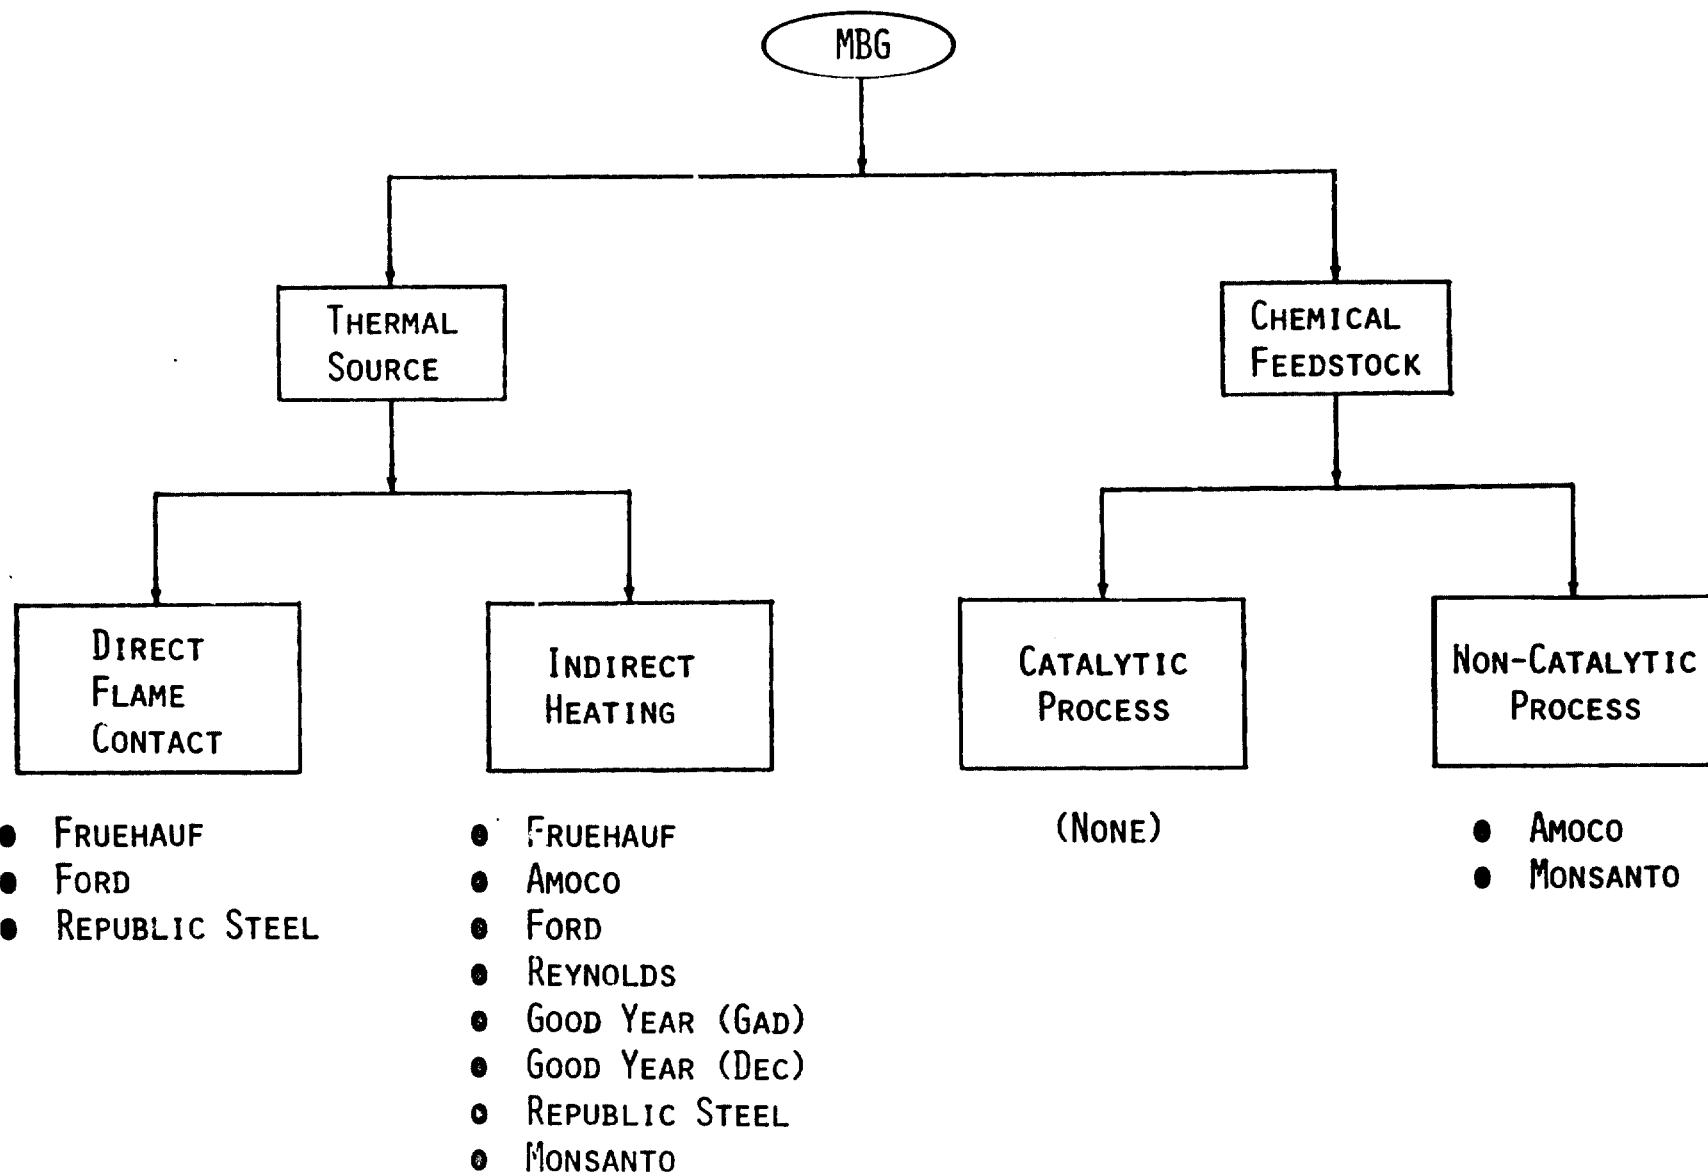 MBG
THERMAL
SOURCE
CHEMICAL
FEEDSTOCK
DIRECT
FLAME
CONTACT
INDIRECT
HEATING
CATALYTIC
PROCESS
NON-CATALYTIC
PROCESS
• FRUEHAUF
• FORD
• REPUBLIC STEEL
• FRUEHAUF
• AMOCO
• FORD
• REYNOLDS
• GOOD YEAR (GAD)
• GOOD YEAR (DEC)
• REPUBLIC STEEL
• MONSANTO
(NONE)
• AMOCO
• MONSANTO